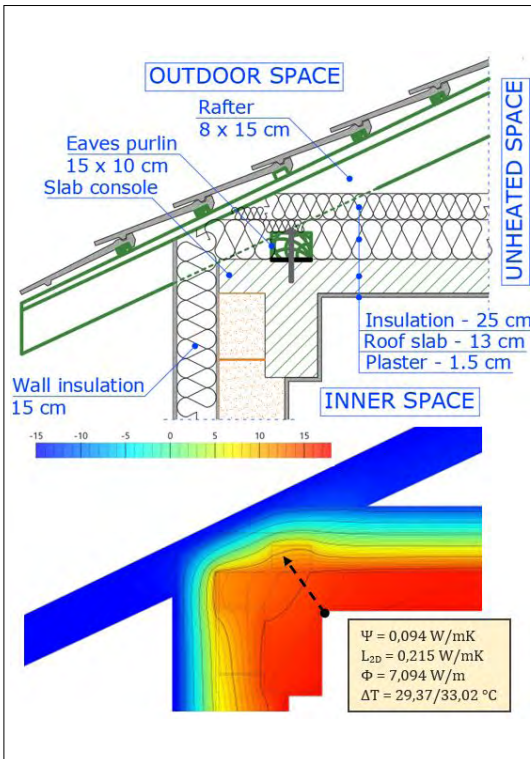 OUTDOOR SPACE
Rafter
8 x 15 cm
Eaves purlin
15 x 10 cm
Slab console
UNHEATED SPACE
Insulation - 25 cm
Roof slab - 13 cm
Plaster - 1.5 cm
Wall insulation
15 cm
INNER SPACE
-15 -10 -5 0 5 10 15
Ψ = 0,094 W/mK
L2D = 0,215 W/mK
Φ = 7,094 W/m
ΔT = 29,37/33,02 °C